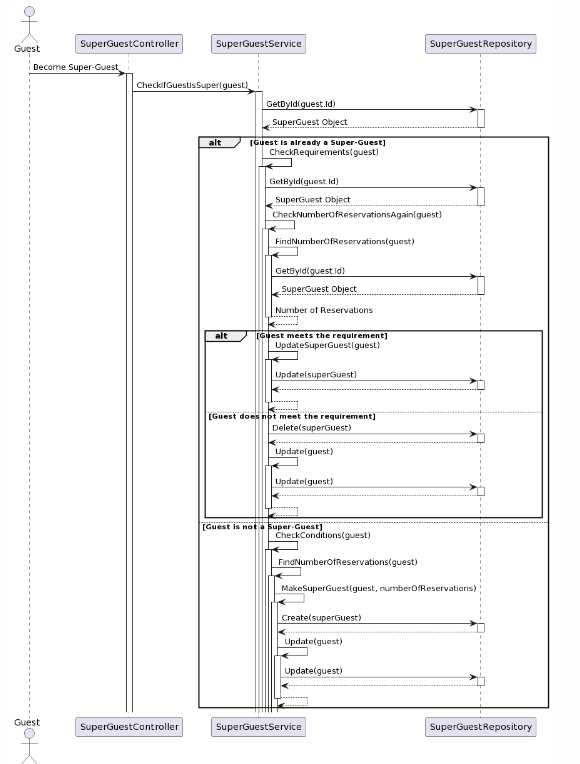 Guest
SuperGuestController
SuperGuestService
SuperGuestRepository
Become Super-Guest
CheckIfGuestIsSuper(guest)
GetById(guest.Id)
SuperGuest Object
alt [Guest is already a Super-Guest]
CheckRequirements(guest)
GetById(guest.Id)
SuperGuest Object
CheckNumberOfReservationsAgain(guest)
FindNumberOfReservations(guest)
GetById(guest.Id)
SuperGuest Object
Number of Reservations
alt [Guest meets the requirement]
UpdateSuperGuest(guest)
Update(superGuest)
[Guest does not meet the requirement]
Delete(superGuest)
Update(guest)
Update(guest)
[Guest is not a Super-Guest]
CheckConditions(guest)
FindNumberOfReservations(guest)
MakeSuperGuest(guest, numberOfReservations)
Create(superGuest)
Update(guest)
Update(guest)
Guest
SuperGuestController
SuperGuestService
SuperGuestRepository